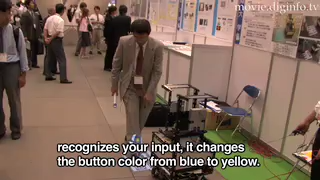 movie.diginfo.tv
recognizes your input, it changes
the button color from blue to yellow.